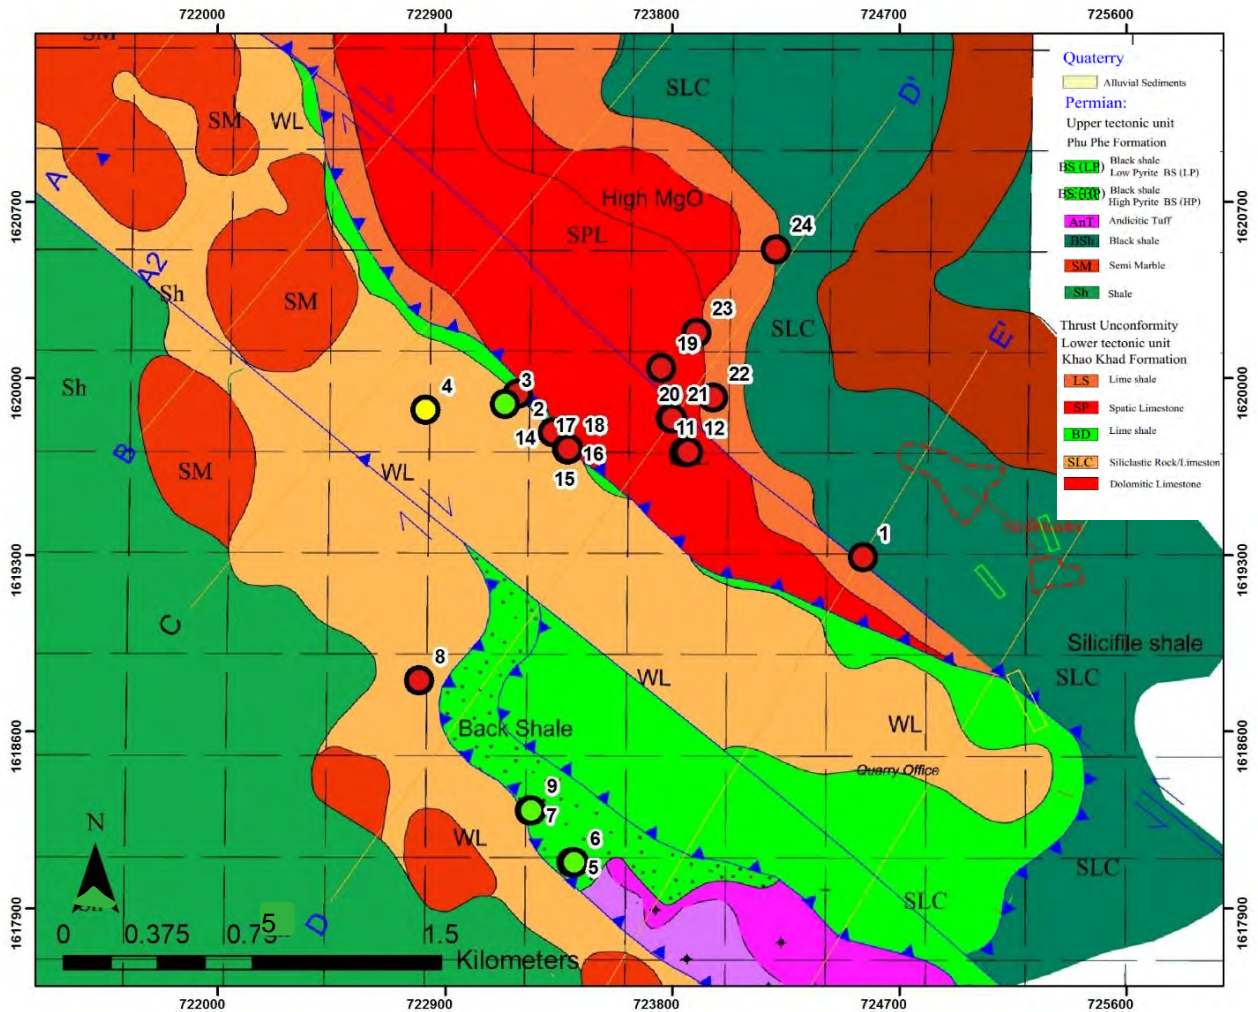 722000
722900
723800
724700
725600
1620700
1620000
1619300
1618600
1617900
1620700
1620000
1619300
1618600
1617900
SM
SM
WL
SLC
D'
A
A2
Sh
SM
High MgO
SPL
24
SLC
23
19
E'
22
Sh
4
3
2
20
21
17
18
11
12
14
16
15
B
SM
WL
1
C
8
WL
Silicifile shale
SLC
Back Shale
WL
Quarry Office
9
7
6
5
WL
SLC
SLC
D
N
5
0
0.375
0.75
1.5
Kilometers
722000
722900
723800
724700
725600
Quaterry
Alluvial Sediments
Permian:
Upper tectonic unit
Phu Phe Formation
BS (LP)
Black shale
Low Pyrite BS (LP)
Black shale
High Pyrite BS (HP)
AnT
Andicitic Tuff
BSh
Black shale
SM
Semi Marble
Sh
Shale
Thrust Unconformity
Lower tectonic unit
Khao Khad Formation
LS
Lime shale
SP
Spatic Limestone
BD
Lime shale
SLC
Siliclastic Rock/Limeston
Dolomitic Limestone